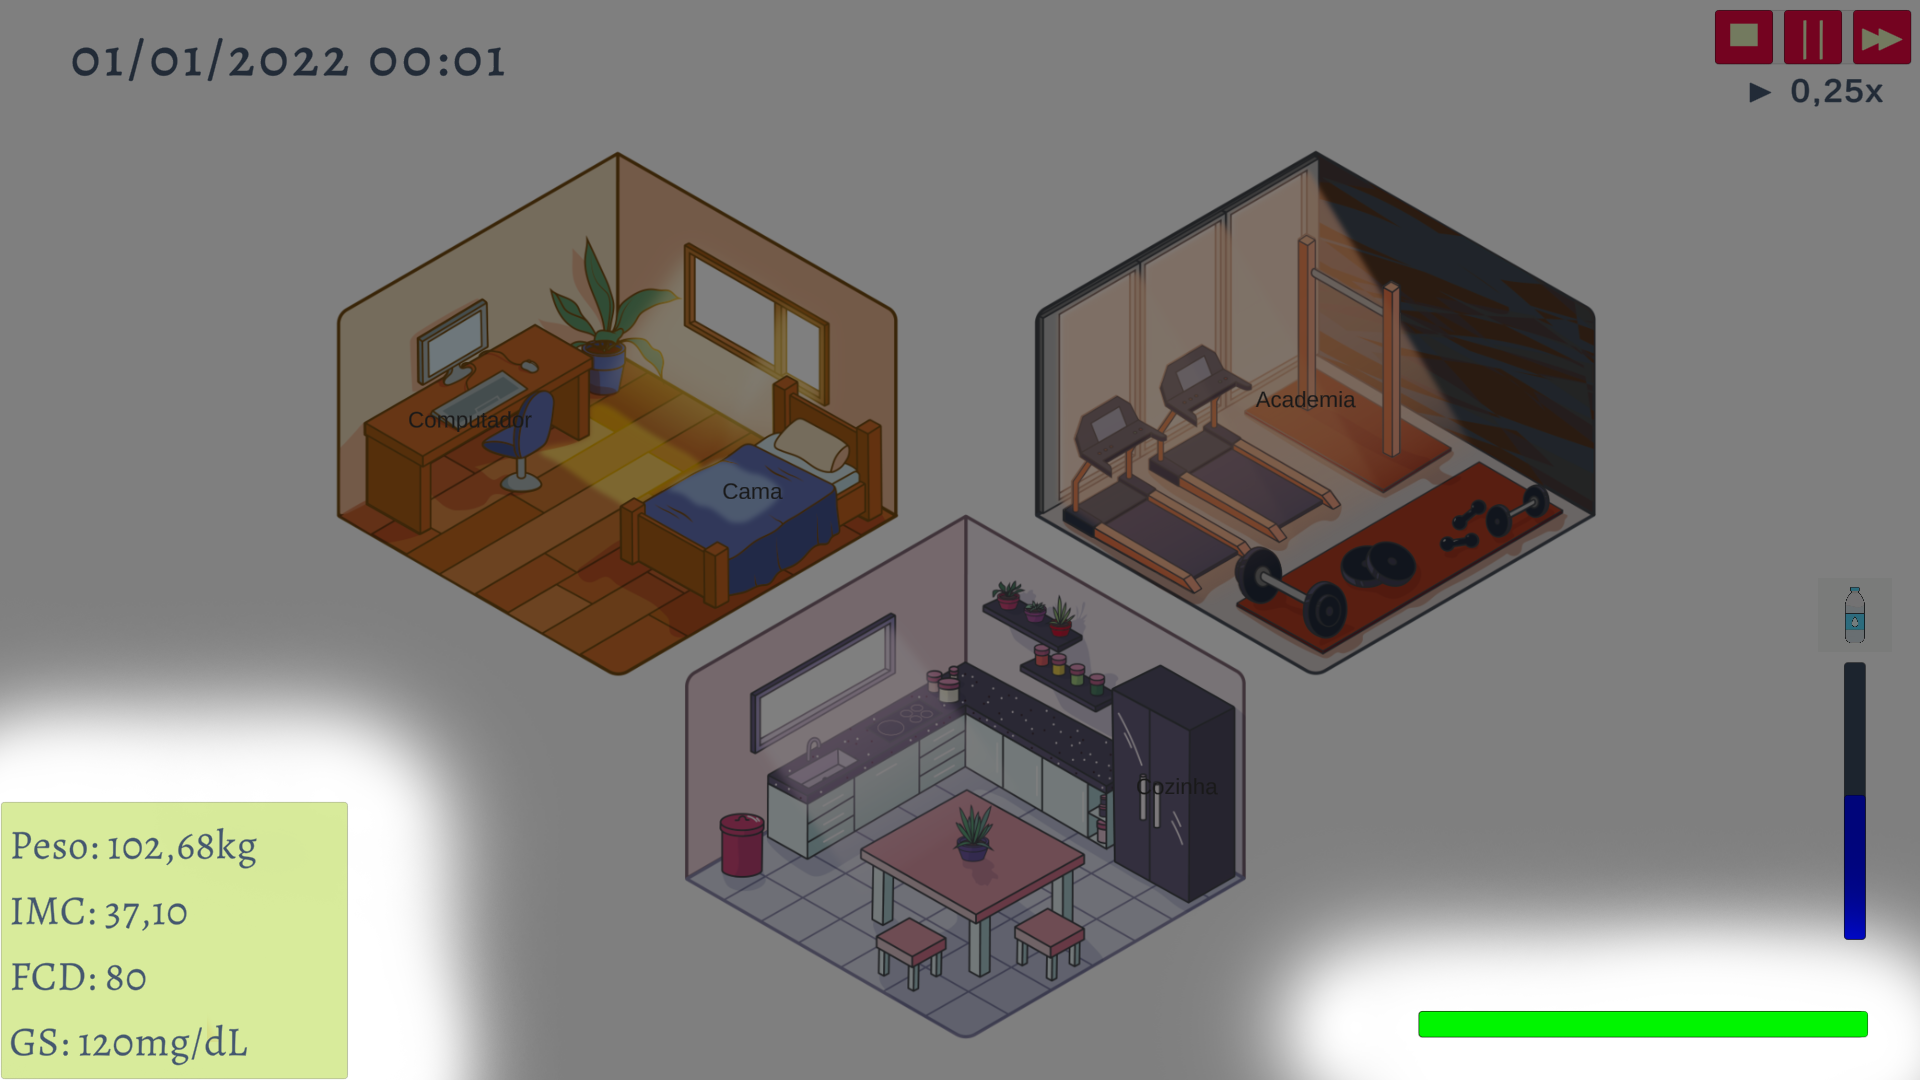 01/01/2022 00:01
► 0,25x
Computador
Cama
Academia
Cozinha
Peso: 102,68kg
IMC: 37,10
FCD: 80
GS: 120mg/dL